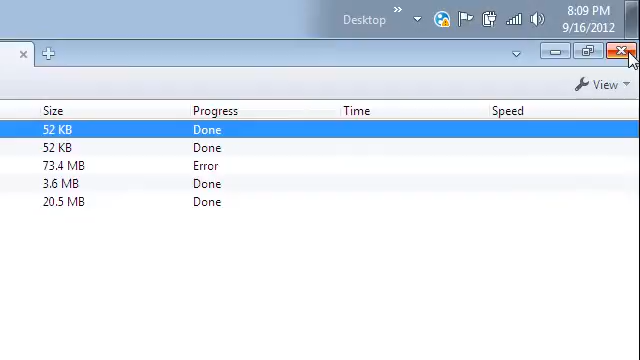 Desktop
8:09 PM
9/16/2012
View
Size Progress Time Speed
52 KB Done
52 KB Done
73.4 MB Error
3.6 MB Done
20.5 MB Done